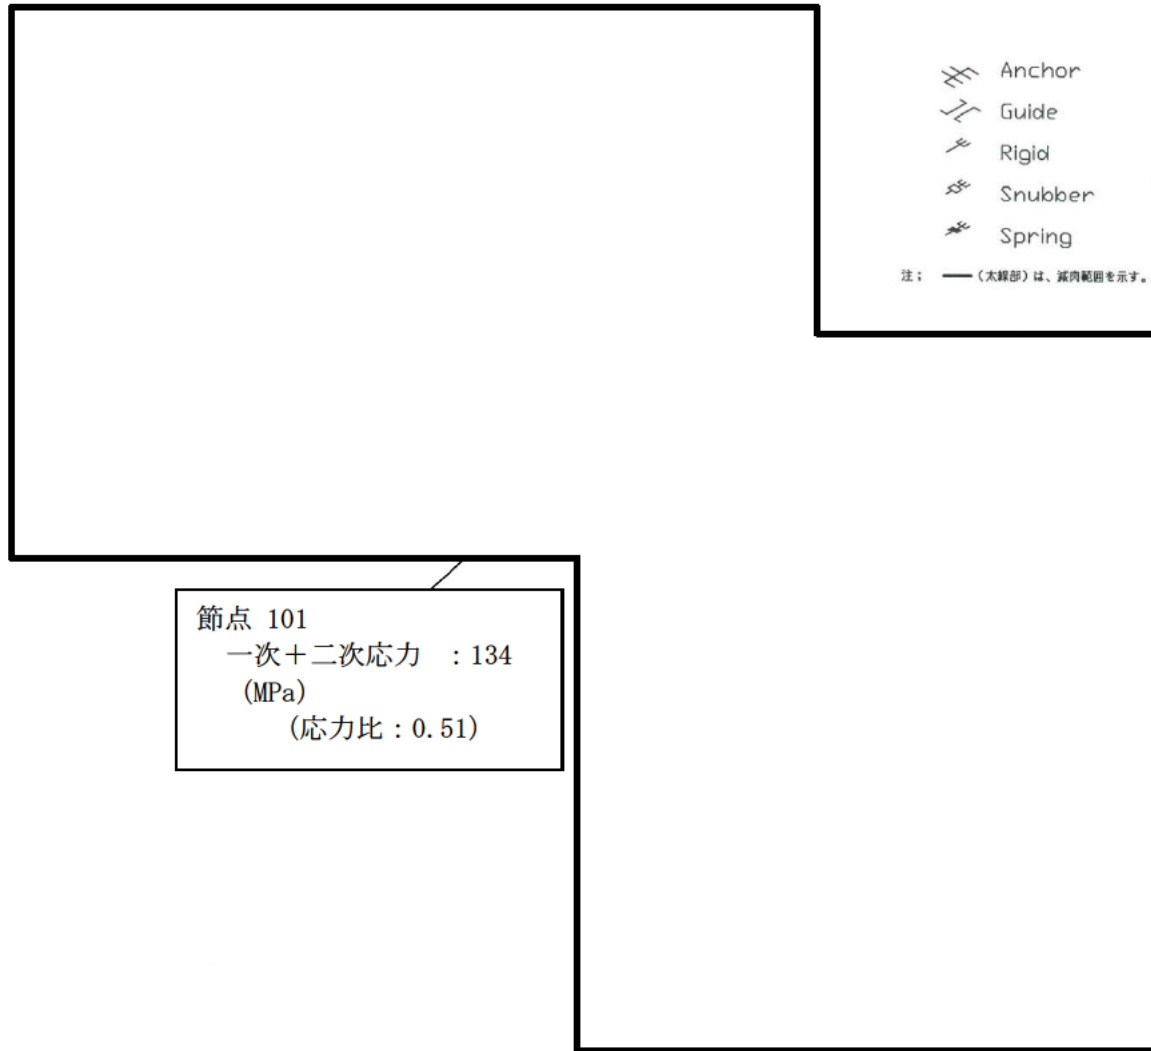 Anchor
Guide
Rigid
Snubber
Spring
注; ━━(太線部)は、減肉範囲を示す。
節点 101
一次+二次応力 :134
(MPa)
(応力比:0.51)